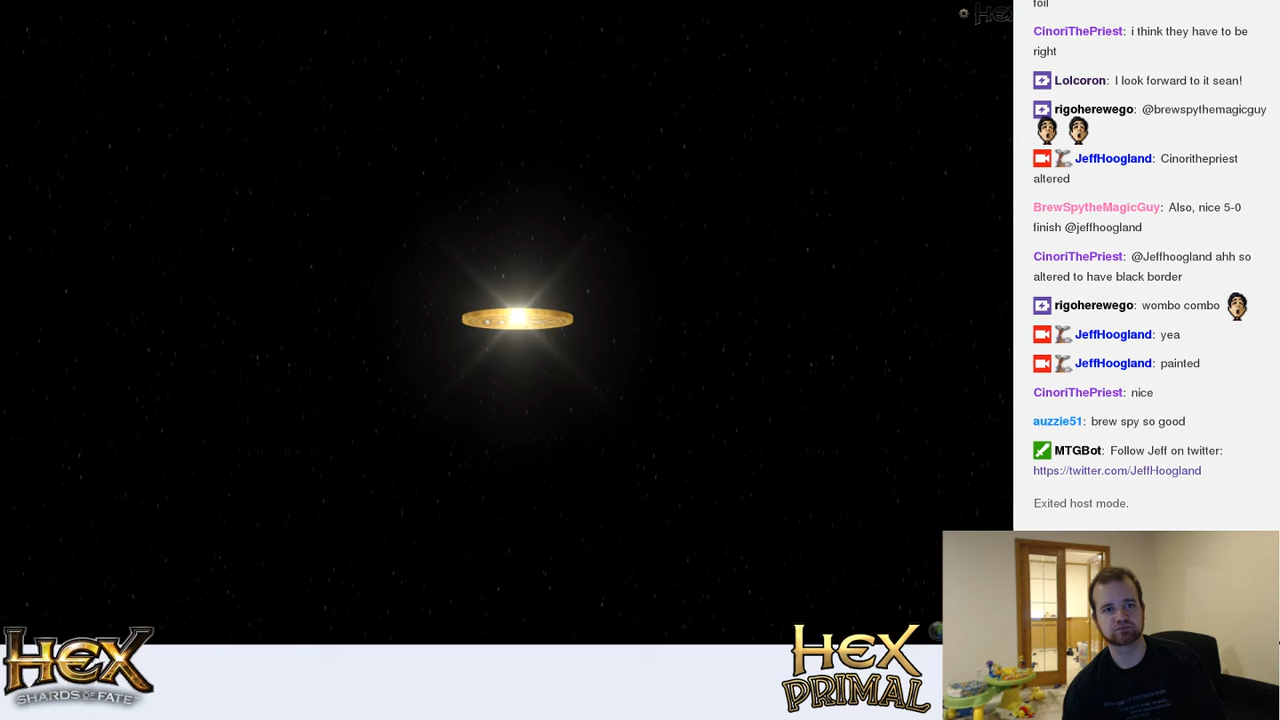 HEX
foil
CinoriThePriest: i think they have to be
right
Lolcoron: I look forward to it sean!
rigoherewego: @brewspythemagicguy
JeffHoogland: Cinorithepriest
altered
BrewSpytheMagicGuy: Also, nice 5-0
finish @jeffhoogland
CinoriThePriest: @Jeffhoogland ahh so
altered to have black border
rigoherewego: wombo combo
JeffHoogland: yea
JeffHoogland: painted
CinoriThePriest: nice
auzzie51: brew spy so good
MTGBot: Follow Jeff on twitter:
https://twitter.com/JeffHoogland
Exited host mode.
HEX
SHARDS OF FATE
HEX
PRIMAL